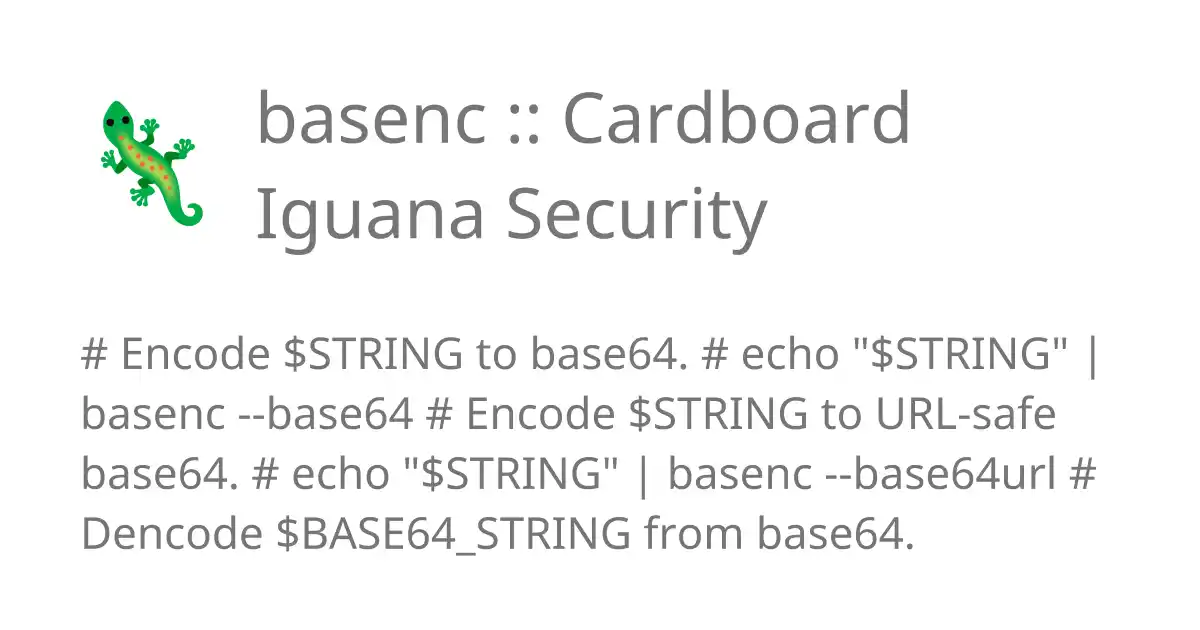 basenc :: Cardboard
Iguana Security
# Encode $STRING to base64. # echo "$STRING" |
basenc --base64 # Encode $STRING to URL-safe
base64. # echo "$STRING" | basenc --base64url #
Dencode $BASE64_STRING from base64.